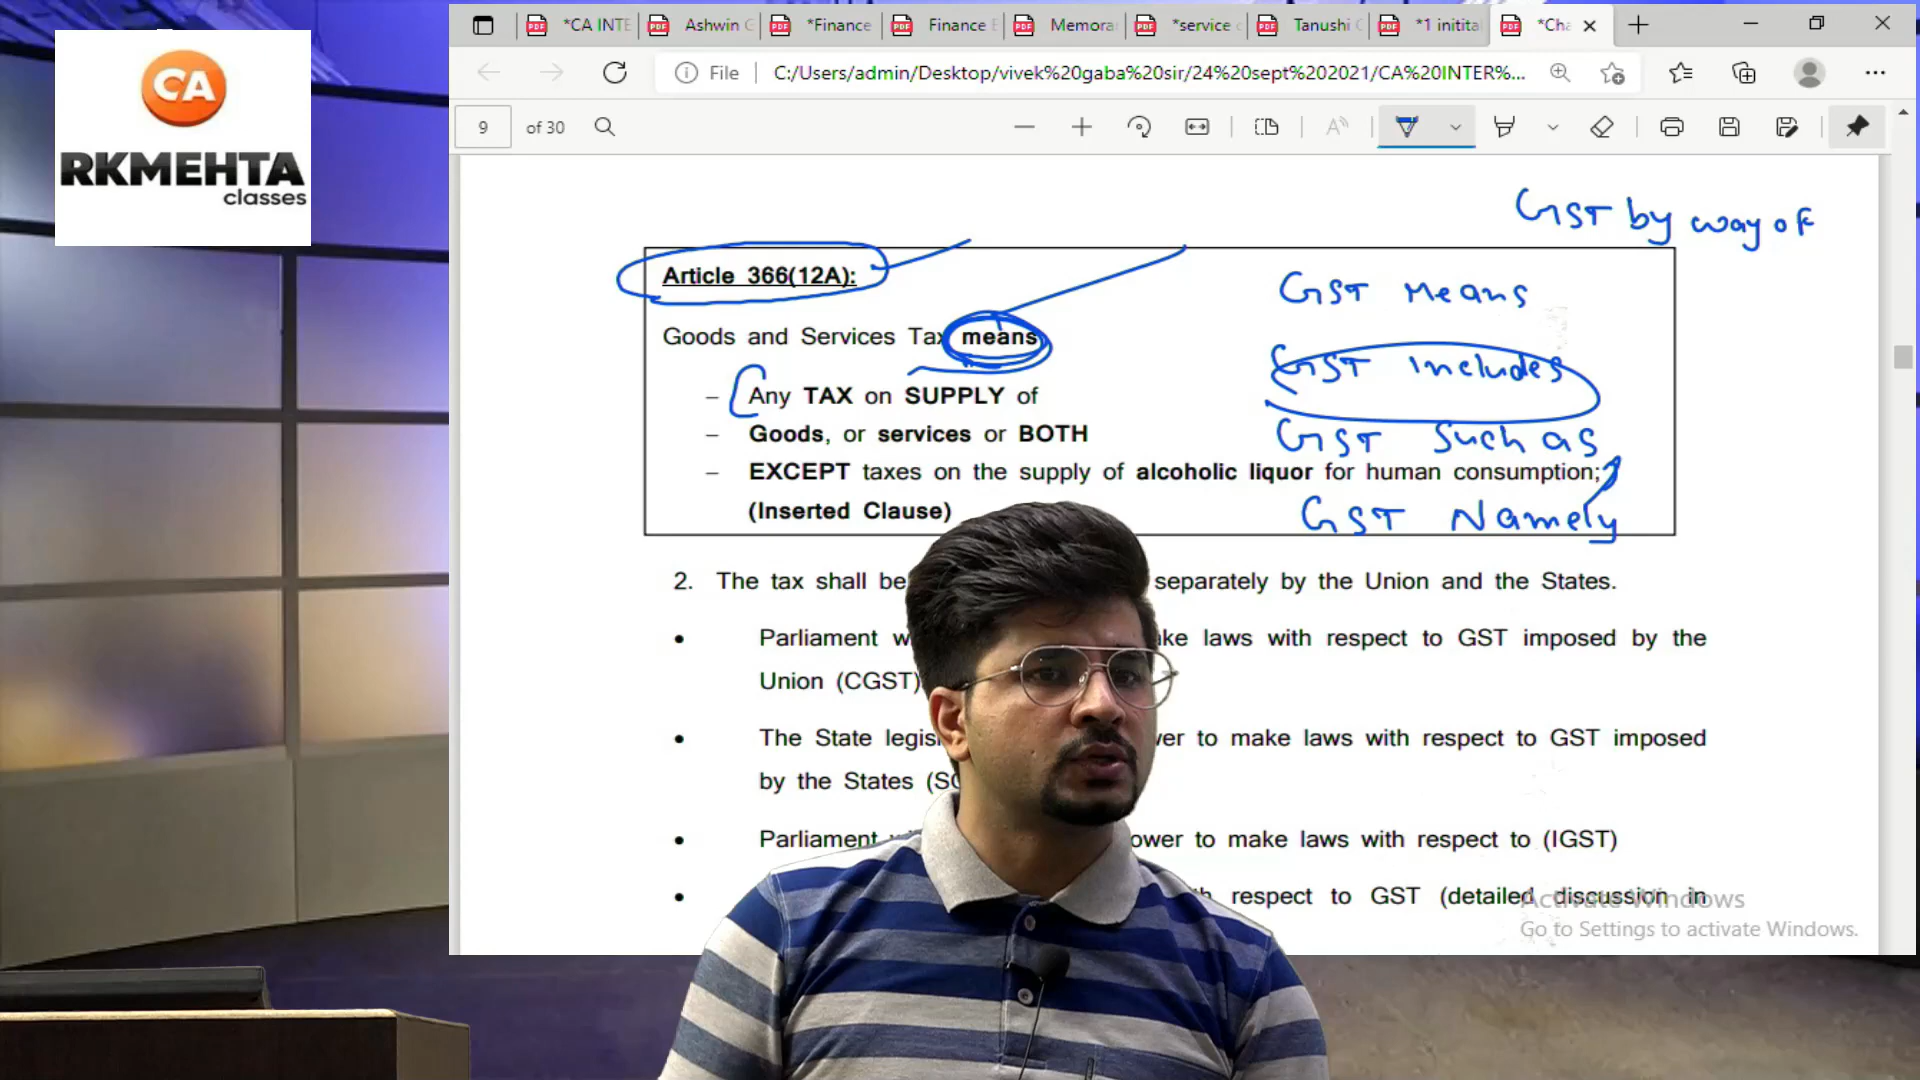 CA
RKMEHTA
classes
*CA INTE
Ashwin G
*Finance
Finance E
Memora
*service c
Tanushi
*1 initital
*Cha
File C:/Users/admin/Desktop/vivek%20gaba%20sir/24%20sept%202021/CA%20INTER%...
9 of 30
GST by way of
Article 366(12A):
GST Means
Goods and Services Tax means
GST Includes
– Any TAX on SUPPLY of
– Goods, or services or BOTH
GST Such as
– EXCEPT taxes on the supply of alcoholic liquor for human consumption;
(Inserted Clause)
GST Namely
2. The tax shall be separately by the Union and the States.
• Parliament laws with respect to GST imposed by the
Union (CGST)
• The State to make laws with respect to GST imposed
by the States
• Parliament to make laws with respect to (IGST)
• respect to GST (detailed discussion in
Activate Windows
Go to Settings to activate Windows.